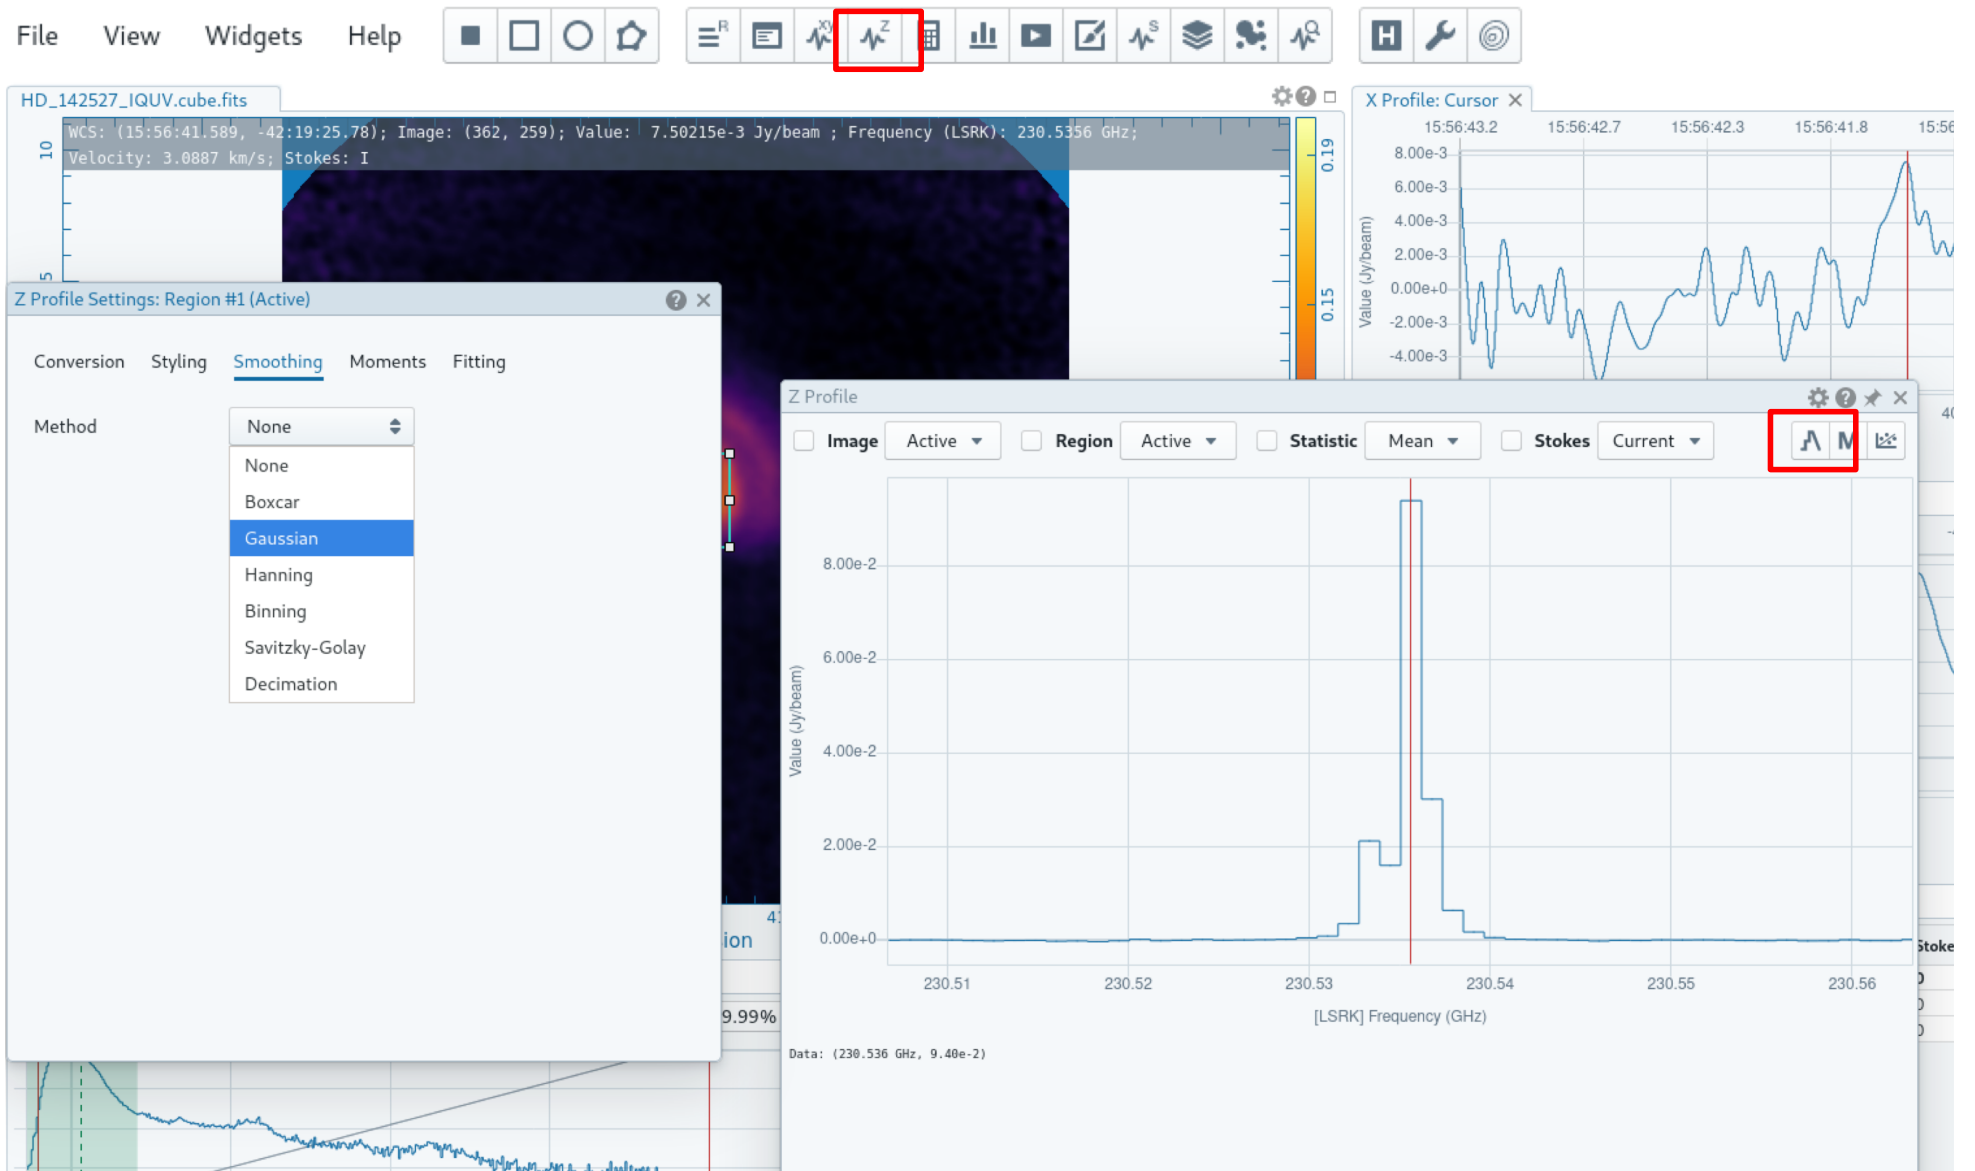 File View Widgets Help
R XY Z S
HD_142527_IQUV.cube.fits
WCS: (15:56:41.589, -42:19:25.78); Image: (362, 259); Value:  7.50215e-3 Jy/beam ; Frequency (LSRK): 230.5356 GHz;
Velocity: 3.0887 km/s; Stokes: I
10
5
0.19
0.15
X Profile: Cursor
15:56:43.2 15:56:42.7 15:56:42.3 15:56:41.8 15:56
8.00e-3
6.00e-3
4.00e-3
2.00e-3
0.00e+0
-2.00e-3
-4.00e-3
Value (Jy/beam)
Z Profile Settings: Region #1 (Active)
Conversion Styling Smoothing Moments Fitting
Method None
None
Boxcar
Gaussian
Hanning
Binning
Savitzky-Golay
Decimation
Z Profile
Image Active Region Active Statistic Mean Stokes Current M
8.00e-2
6.00e-2
4.00e-2
2.00e-2
0.00e+0
Value (Jy/beam)
230.51 230.52 230.53 230.54 230.55 230.56
[LSRK] Frequency (GHz)
Data: (230.536 GHz, 9.40e-2)
ion
9.99%
Stoke